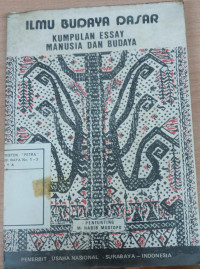 ILMU BUDAYA DASAR
KUMPULAN ESSAY
MANUSIA DAN BUDAYA
PENYUNTING
M. HABIB MUSTOPO
PENERBIT USAHA NASIONAL - SURABAYA - INDONESIA